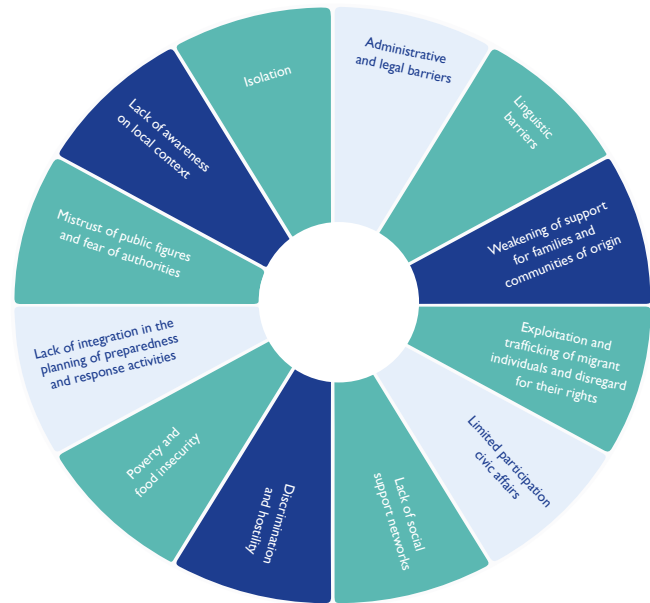 Administrative
and legal barriers
Linguistic
barriers
Weakening of support
for families and
communities of origin
Exploitation and
trafficking of migrant
individuals and disregard
for their rights
Limited participation
civic affairs
Lack of social
support networks
Discrimination
and hostility
Poverty and
food insecurity
Lack of integration in the
planning of preparedness
and response activities
Mistrust of public figures
and fear of authorities
Lack of awareness
on local context
Isolation